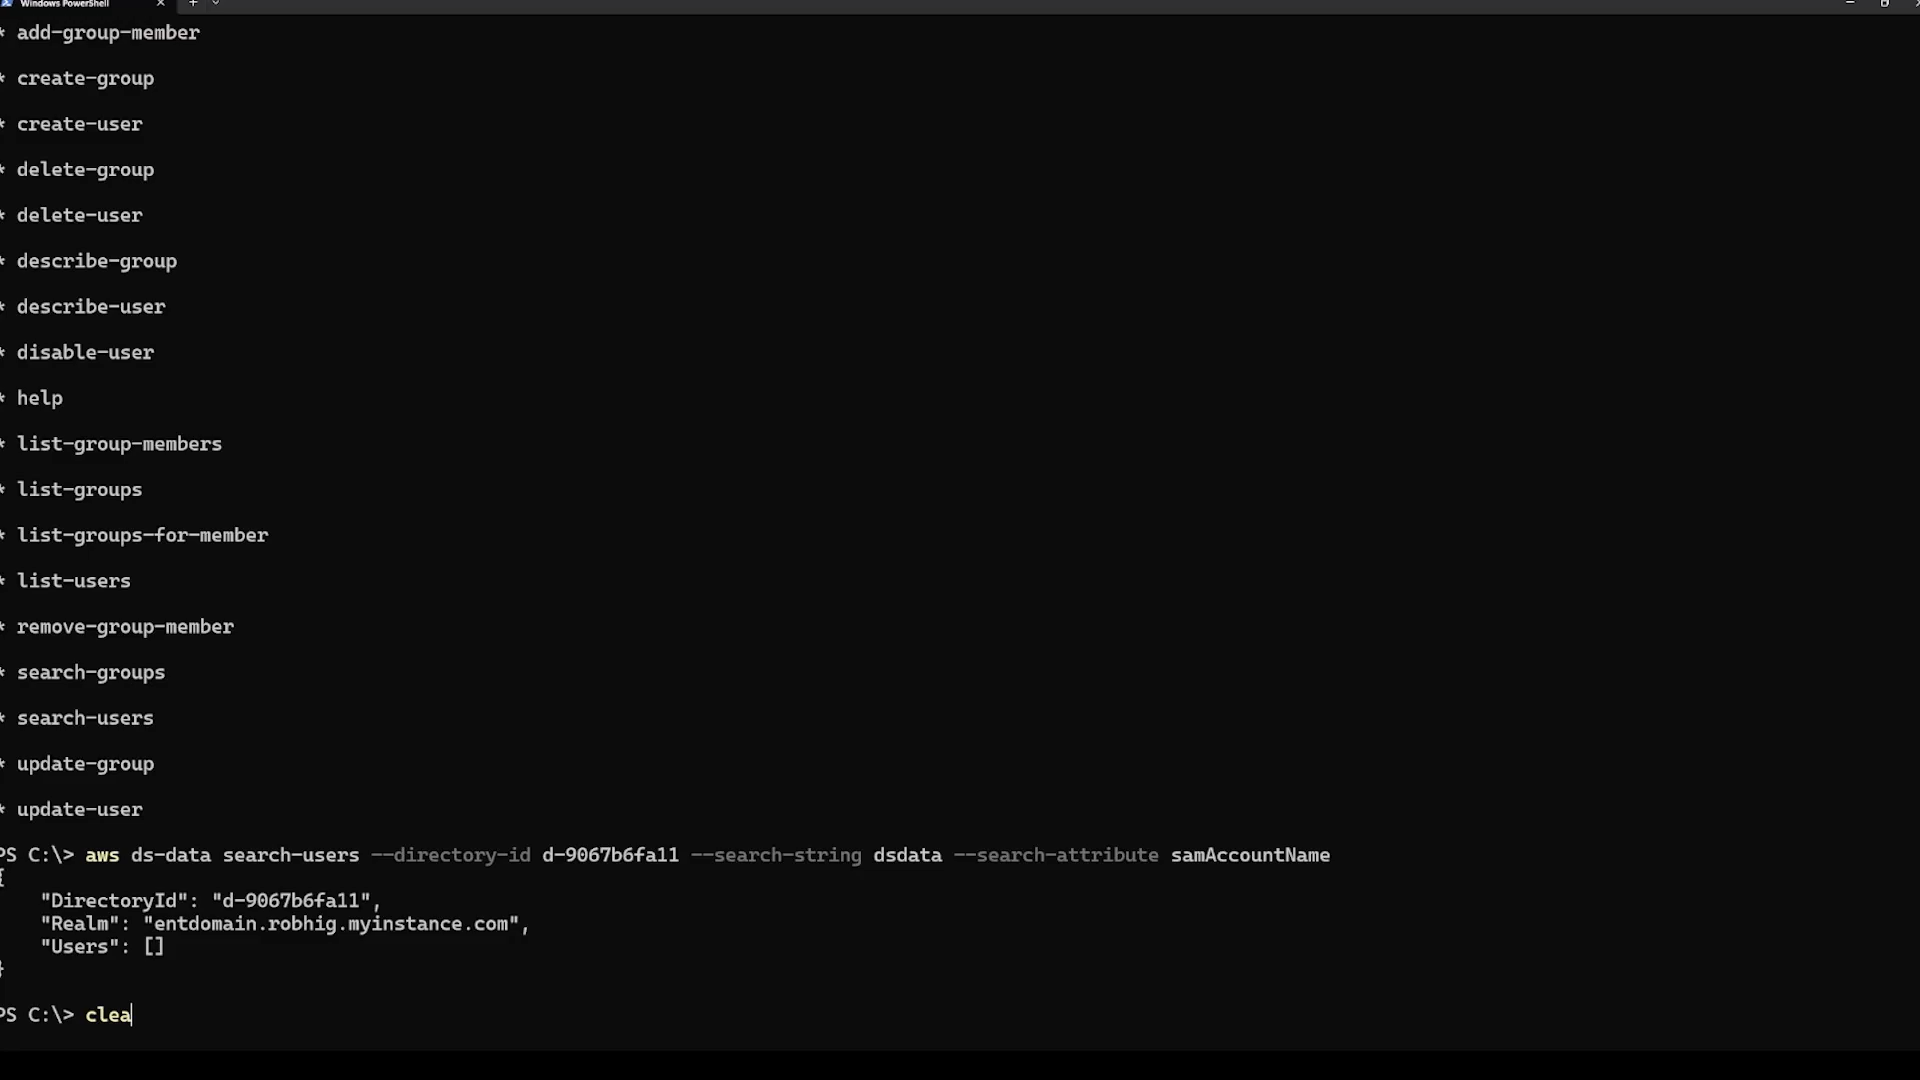 Windows PowerShell
* add-group-member
* create-group
* create-user
* delete-group
* delete-user
* describe-group
* describe-user
* disable-user
* help
* list-group-members
* list-groups
* list-groups-for-member
* list-users
* remove-group-member
* search-groups
* search-users
* update-group
* update-user
PS C:\> aws ds-data search-users --directory-id d-9067b6fa11 --search-string dsdata --search-attribute samAccountName
{
    "DirectoryId": "d-9067b6fa11",
    "Realm": "entdomain.robhig.myinstance.com",
    "Users": []
}
PS C:\> clea